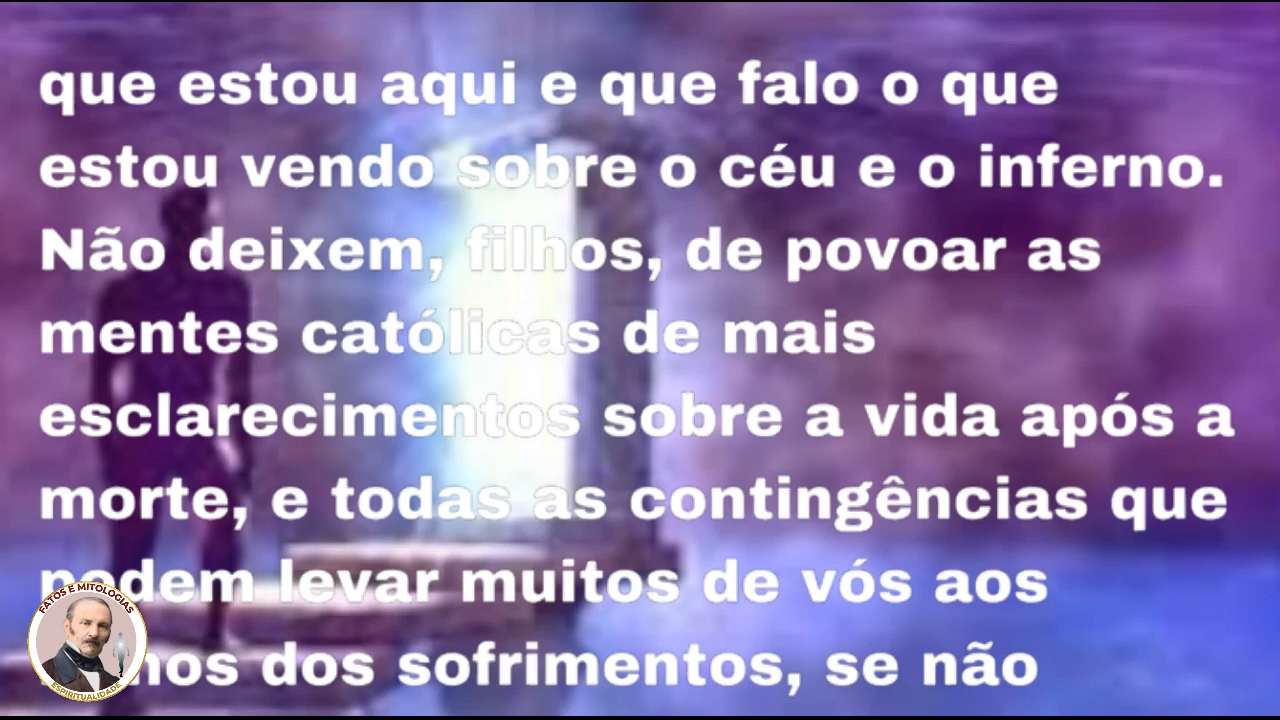 que estou aqui e que falo o que
estou vendo sobre o céu e o inferno.
Não deixem, filhos, de povoar as
mentes católicas de mais
esclarecimentos sobre a vida após a
morte, e todas as contingências que
podem levar muitos de vós aos
dos sofrimentos, se não
FATOS E MITOLOGIAS
ESPIRITUALIDADE